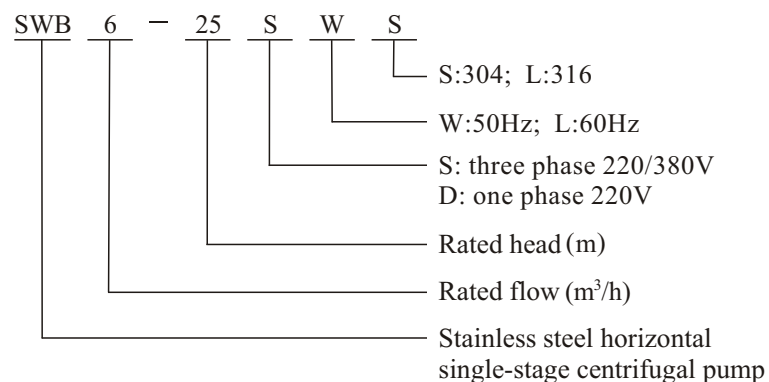 SWB 6 — 25 S W S
S:304; L:316
W:50Hz; L:60Hz
S: three phase 220/380V
D: one phase 220V
Rated head (m)
Rated flow (m³/h)
Stainless steel horizontal
single-stage centrifugal pump